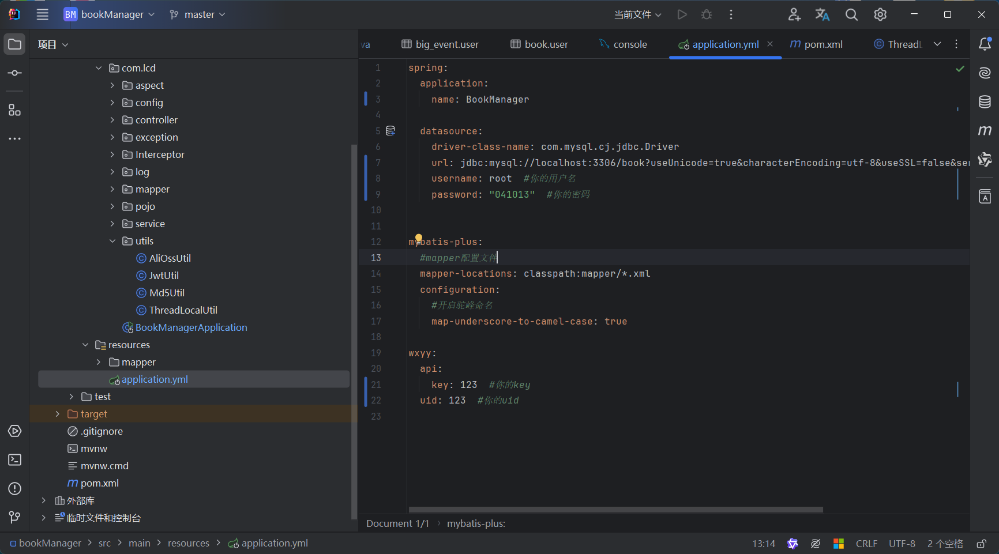 BM bookManager master 当前文件
项目
com.lcd
aspect
config
controller
exception
Interceptor
log
mapper
pojo
service
utils
AliOssUtil
JwtUtil
Md5Util
ThreadLocalUtil
BookManagerApplication
resources
mapper
application.yml
test
target
.gitignore
mvnw
mvnw.cmd
pom.xml
外部库
临时文件和控制台
va big_event.user book.user console application.yml pom.xml Thread
1 spring:
2 application:
3 name: BookManager
4
5 datasource:
6 driver-class-name: com.mysql.cj.jdbc.Driver
7 url: jdbc:mysql://localhost:3306/book?useUnicode=true&characterEncoding=utf-8&useSSL=false&ser
8 username: root #你的用户名
9 password: "041013" #你的密码
10
11
12 mybatis-plus:
13 #mapper配置文件
14 mapper-locations: classpath:mapper/*.xml
15 configuration:
16 #开启驼峰命名
17 map-underscore-to-camel-case: true
18
19 wxyy:
20 api:
21 key: 123 #你的key
22 uid: 123 #你的uid
23
Document 1/1 › mybatis-plus:
bookManager > src > main > resources > application.yml
13:14 CRLF UTF-8 2 个空格